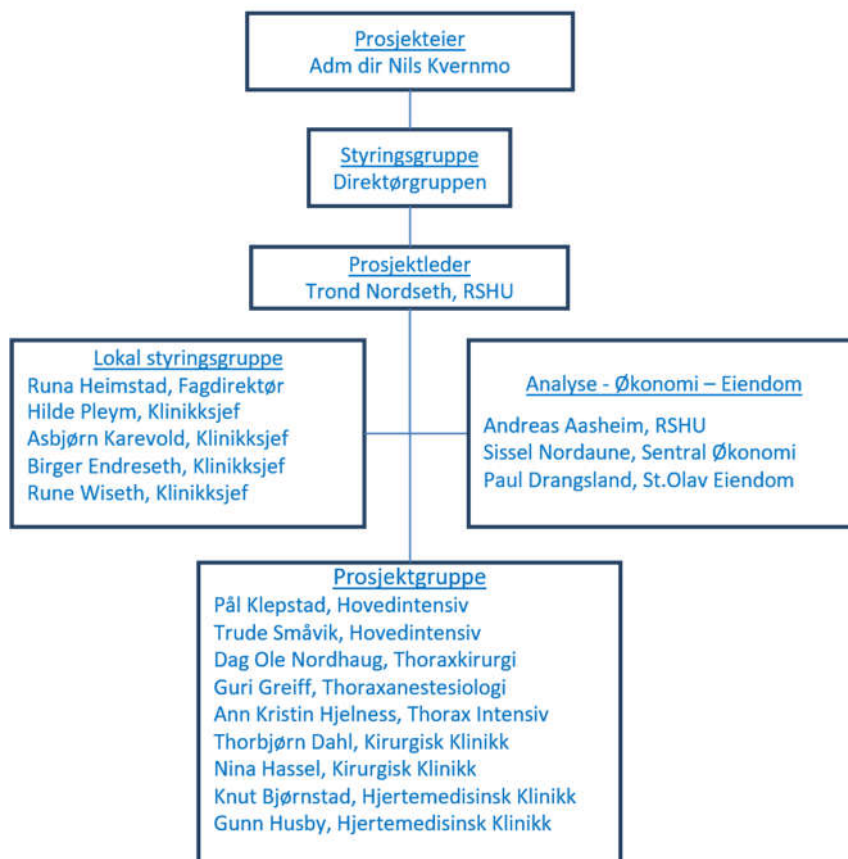 Prosjekteier
Adm dir Nils Kvernmo
Styringsgruppe
Direktørgruppen
Prosjektleder
Trond Nordseth, RSHU
Lokal styringsgruppe
Runa Heimstad, Fagdirektør
Hilde Pleym, Klinikksjef
Asbjørn Karevold, Klinikksjef
Birger Endreseth, Klinikksjef
Rune Wiseth, Klinikksjef
Analyse - Økonomi – Eiendom
Andreas Aasheim, RSHU
Sissel Nordaune, Sentral Økonomi
Paul Drangsland, St.Olav Eiendom
Prosjektgruppe
Pål Klepstad, Hovedintensiv
Trude Småvik, Hovedintensiv
Dag Ole Nordhaug, Thoraxkirurgi
Guri Greiff, Thoraxanestesiologi
Ann Kristin Hjelness, Thorax Intensiv
Thorbjørn Dahl, Kirurgisk Klinikk
Nina Hassel, Kirurgisk Klinikk
Knut Bjørnstad, Hjertemedisinsk Klinikk
Gunn Husby, Hjertemedisinsk Klinikk